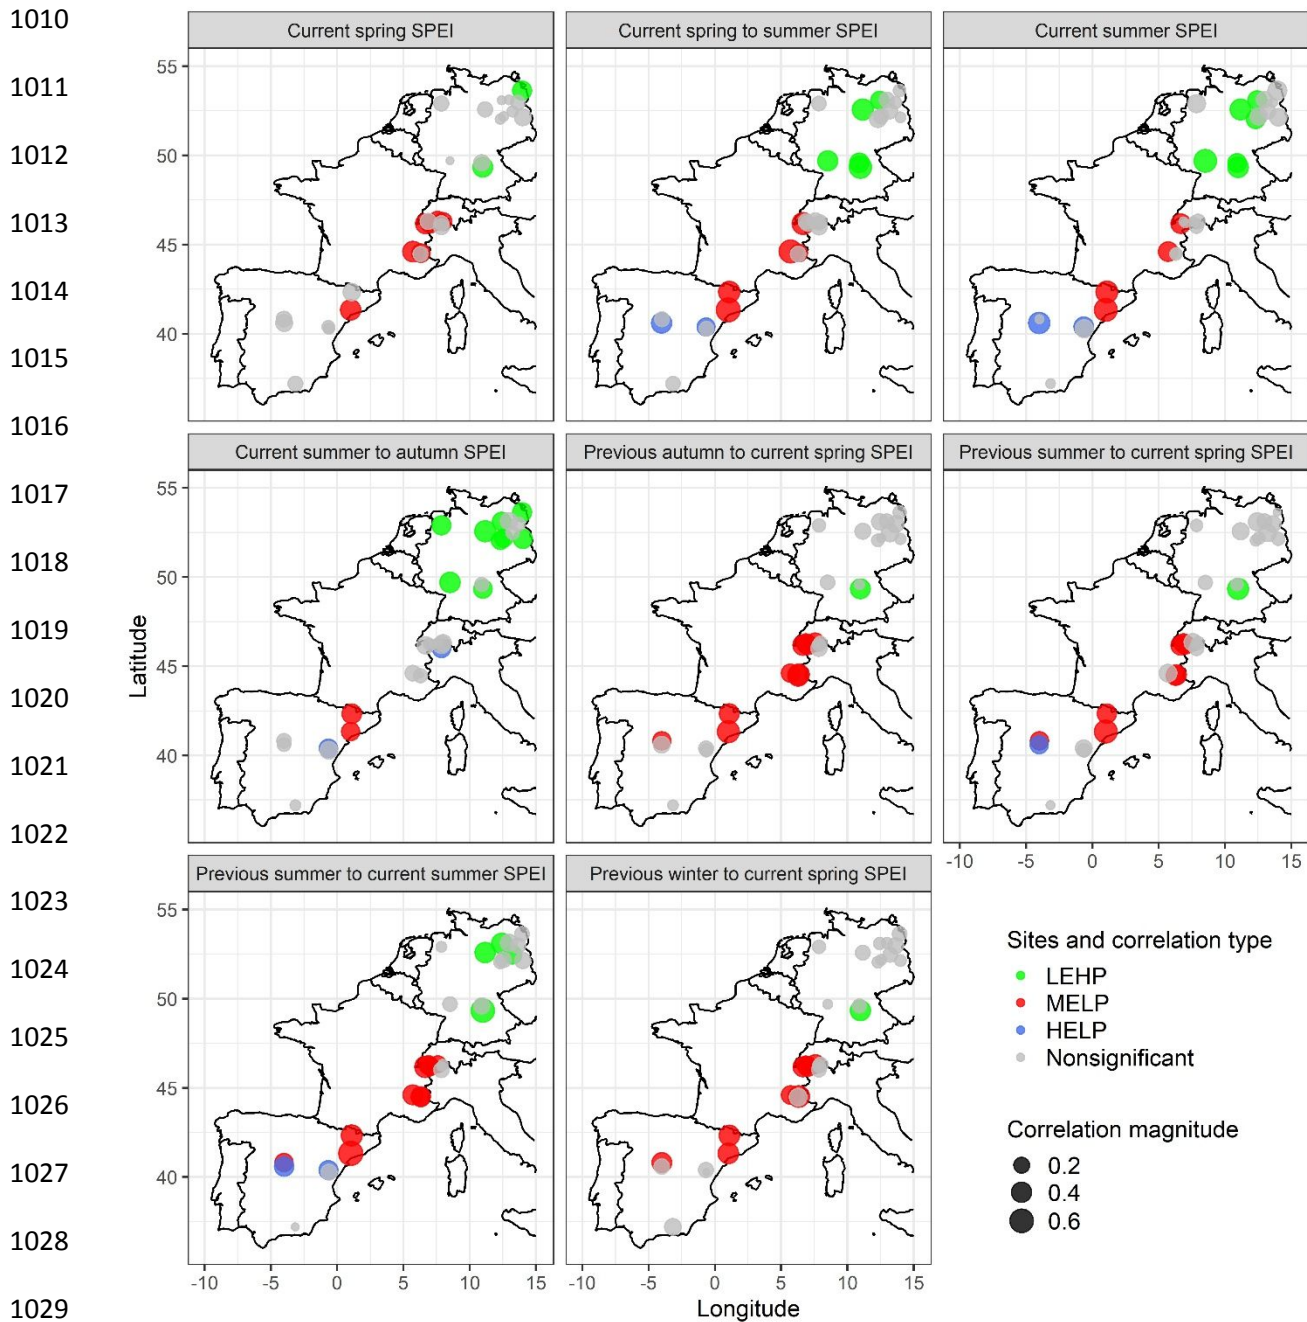 1010
Current spring SPEI
Current spring to summer SPEI
Current summer SPEI
55
1011
1012
50
1013
45
1014
40
1015
1016
Current summer to autumn SPEI
Previous autumn to current spring SPEI
Previous summer to current spring SPEI
1017
55
1018
50
1019
Latitude
45
1020
40
1021
1022
-10 -5 0 5 10 15
Previous summer to current summer SPEI
Previous winter to current spring SPEI
1023
55
Sites and correlation type
1024
LEHP
50
MELP
1025
HELP
Nonsignificant
1026
45
Correlation magnitude
1027
40
0.2
0.4
0.6
1028
-10 -5 0 5 10 15
-10 -5 0 5 10 15
1029
Longitude